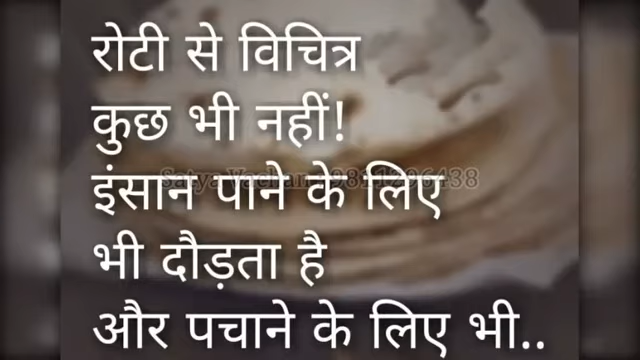 रोटी से विचित्र
कुछ भी नहीं!
इंसान पाने के लिए
भी दौड़ता है
और पचाने के लिए भी..